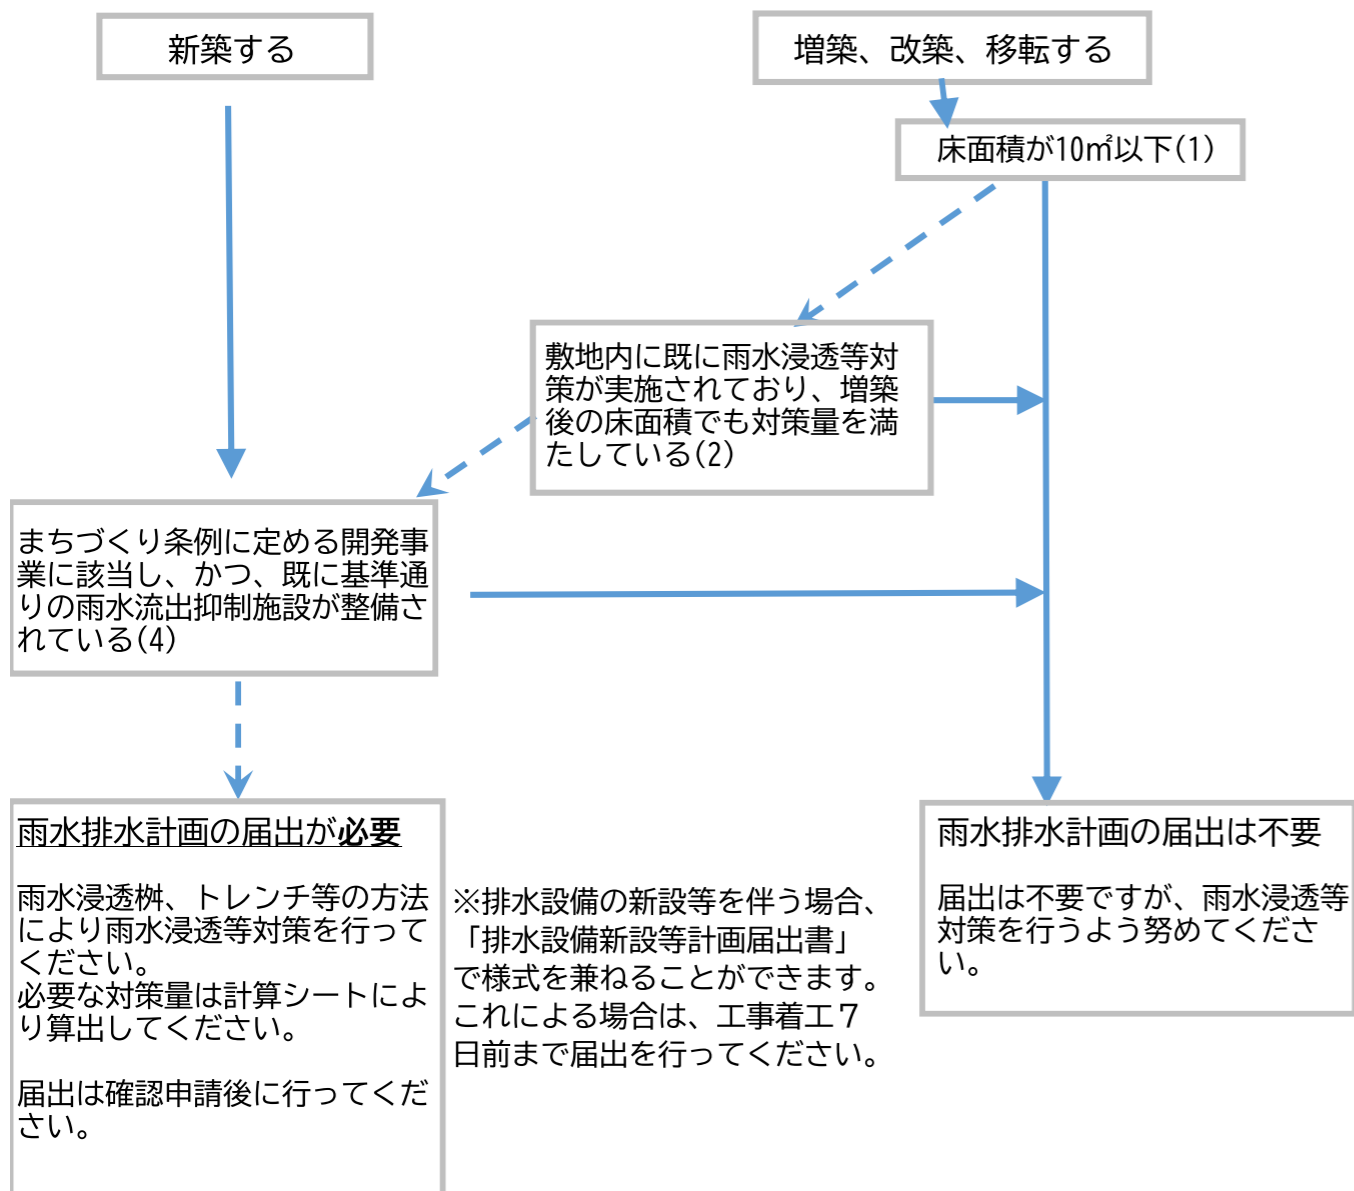 新築する
増築、改築、移転する
床面積が10㎡以下(1)
敷地内に既に雨水浸透等対
策が実施されており、増築
後の床面積でも対策量を満
たしている(2)
まちづくり条例に定める開発事
業に該当し、かつ、既に基準通
りの雨水流出抑制施設が整備さ
れている(4)
雨水排水計画の届出が必要
雨水浸透桝、トレンチ等の方法
により雨水浸透等対策を行って
ください。
必要な対策量は計算シートによ
り算出してください。
届出は確認申請後に行ってくだ
さい。
※排水設備の新設等を伴う場合、
「排水設備新設等計画届出書」
で様式を兼ねることができます。
これによる場合は、工事着工７
日前まで届出を行ってください。
雨水排水計画の届出は不要
届出は不要ですが、雨水浸透等
対策を行うよう努めてくださ
い。